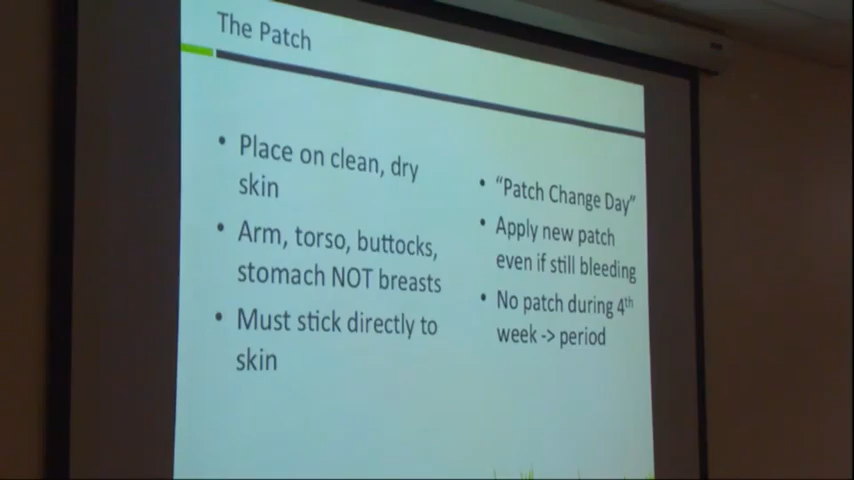 The Patch
• Place on clean, dry
skin
• Arm, torso, buttocks,
stomach NOT breasts
• Must stick directly to
skin
• “Patch Change Day”
• Apply new patch
even if still bleeding
• No patch during 4th
week -> period